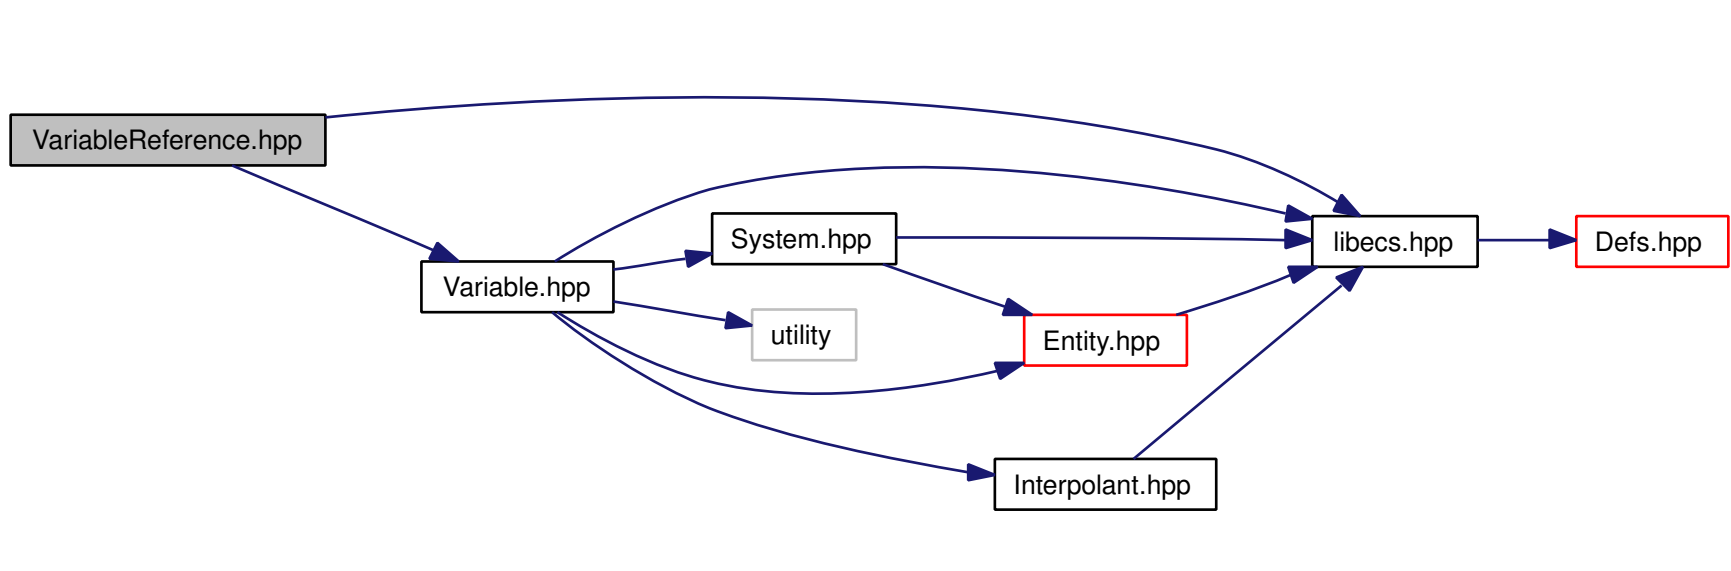 VariableReference.hpp
Variable.hpp
System.hpp
utility
Entity.hpp
Interpolant.hpp
libecs.hpp
Defs.hpp